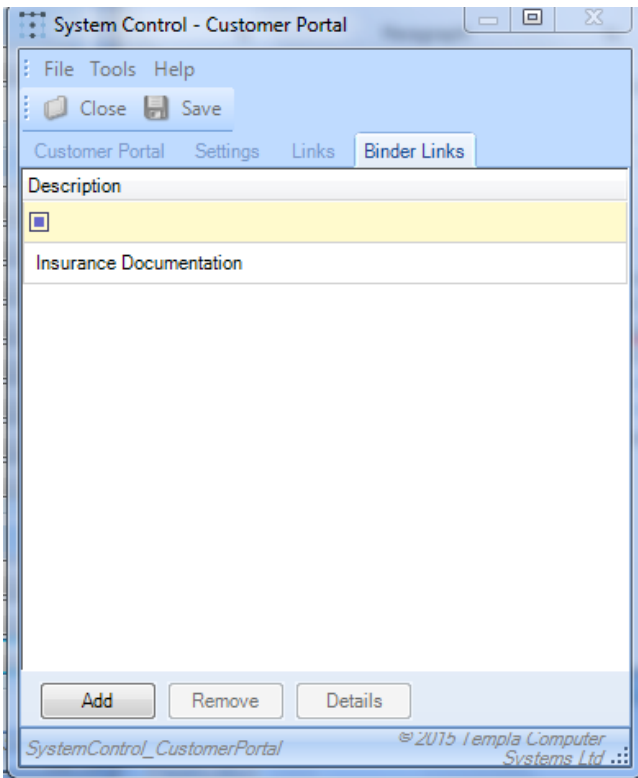 System Control - Customer Portal
File Tools Help
Close Save
Customer Portal Settings Links Binder Links
Description
Insurance Documentation
Add Remove Details
SystemControl_CustomerPortal
© 2015 Templa Computer
Systems Ltd